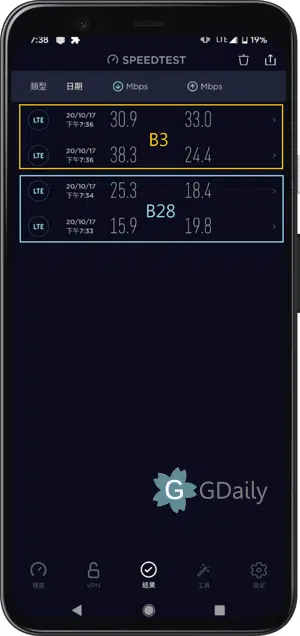 7:38 LTE 19%
SPEEDTEST
類型 日期 Mbps Mbps
LTE 20/10/17 下午7:36 30.9 33.0
B3
LTE 20/10/17 下午7:36 38.3 24.4
LTE 20/10/17 下午7:34 25.3 18.4
B28
LTE 20/10/17 下午7:33 15.9 19.8
G GDaily
速度 VPN 結果 工具 設定